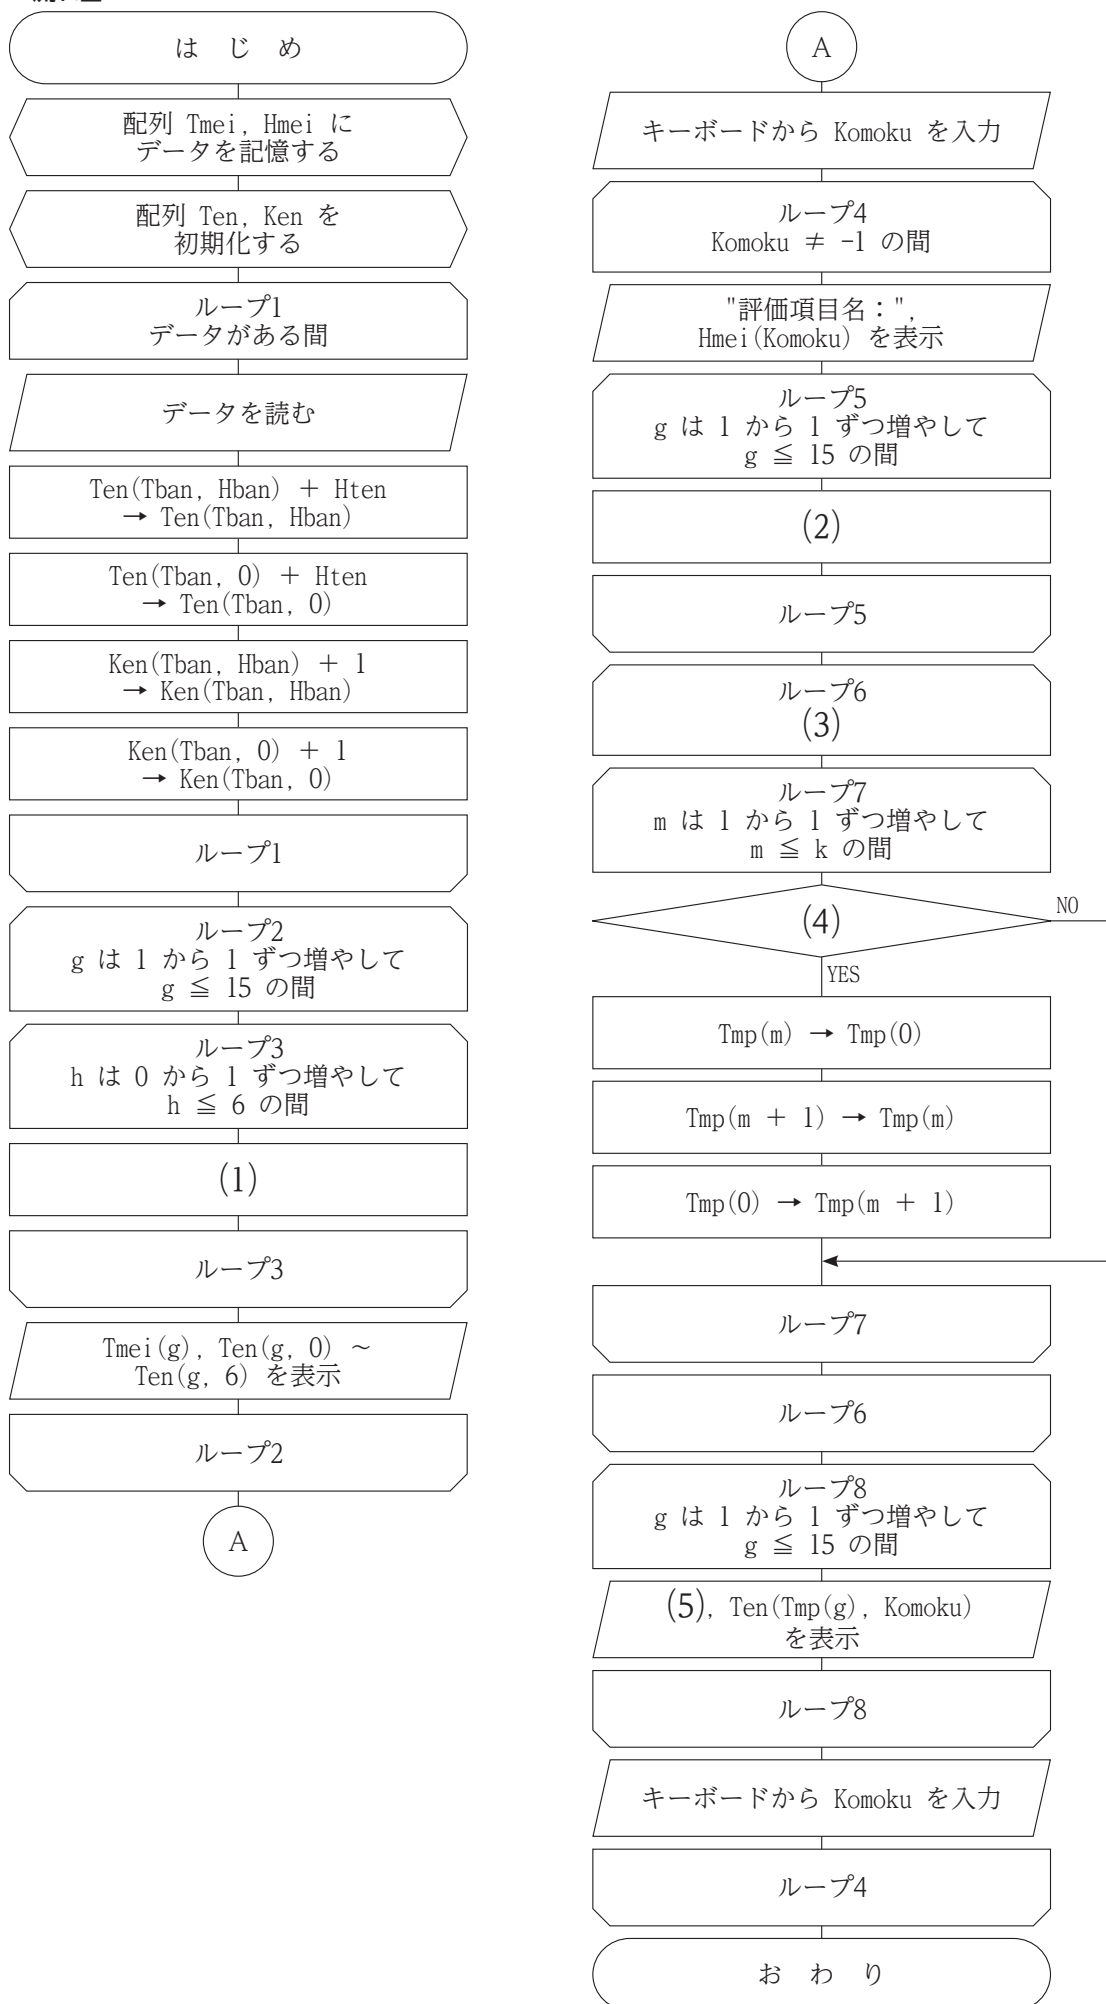 は じ め
配列 Tmei, Hmei に
データを記憶する
配列 Ten, Ken を
初期化する
ループ1
データがある間
データを読む
Ten(Tban, Hban) + Hten
→ Ten(Tban, Hban)
Ten(Tban, 0) + Hten
→ Ten(Tban, 0)
Ken(Tban, Hban) + 1
→ Ken(Tban, Hban)
Ken(Tban, 0) + 1
→ Ken(Tban, 0)
ループ1
ループ2
g は 1 から 1 ずつ増やして
g ≦ 15 の間
ループ3
h は 0 から 1 ずつ増やして
h ≦ 6 の間
(1)
ループ3
Tmei(g), Ten(g, 0) ~
Ten(g, 6) を表示
ループ2
A
A
キーボードから Komoku を入力
ループ4
Komoku ≠ -1 の間
"評価項目名：",
Hmei(Komoku) を表示
ループ5
g は 1 から 1 ずつ増やして
g ≦ 15 の間
(2)
ループ5
ループ6
(3)
ループ7
m は 1 から 1 ずつ増やして
m ≦ k の間
(4)
NO
YES
Tmp(m) → Tmp(0)
Tmp(m + 1) → Tmp(m)
Tmp(0) → Tmp(m + 1)
ループ7
ループ6
ループ8
g は 1 から 1 ずつ増やして
g ≦ 15 の間
(5), Ten(Tmp(g), Komoku)
を表示
ループ8
キーボードから Komoku を入力
ループ4
お わ り